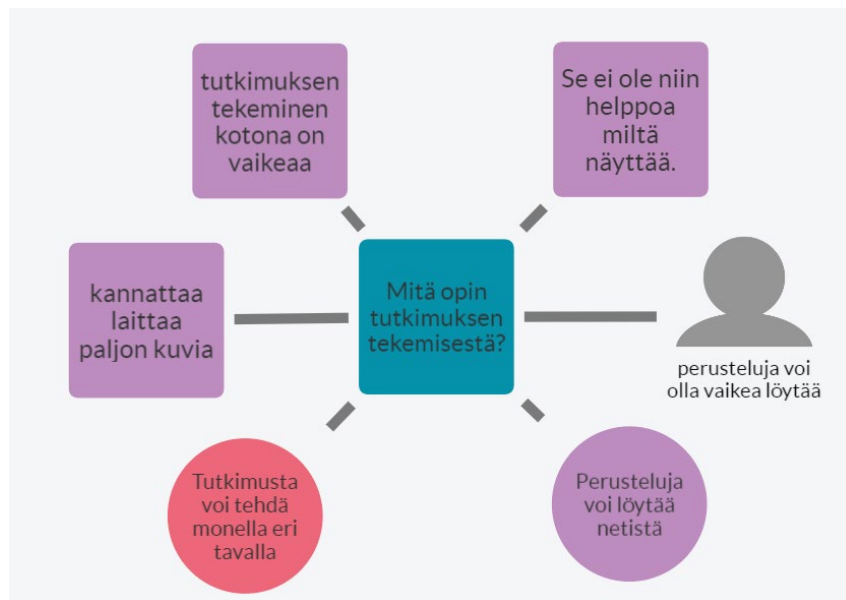 tutkimuksen
tekeminen
kotona on
vaikeaa
Se ei ole niin
helppoa
miltä
näyttää.
kannattaa
laittaa
paljon kuvia
Mitä opin
tutkimuksen
tekemisestä?
perusteluja voi
olla vaikea löytää
Tutkimusta
voi tehdä
monella eri
tavalla
Perusteluja
voi löytää
netistä